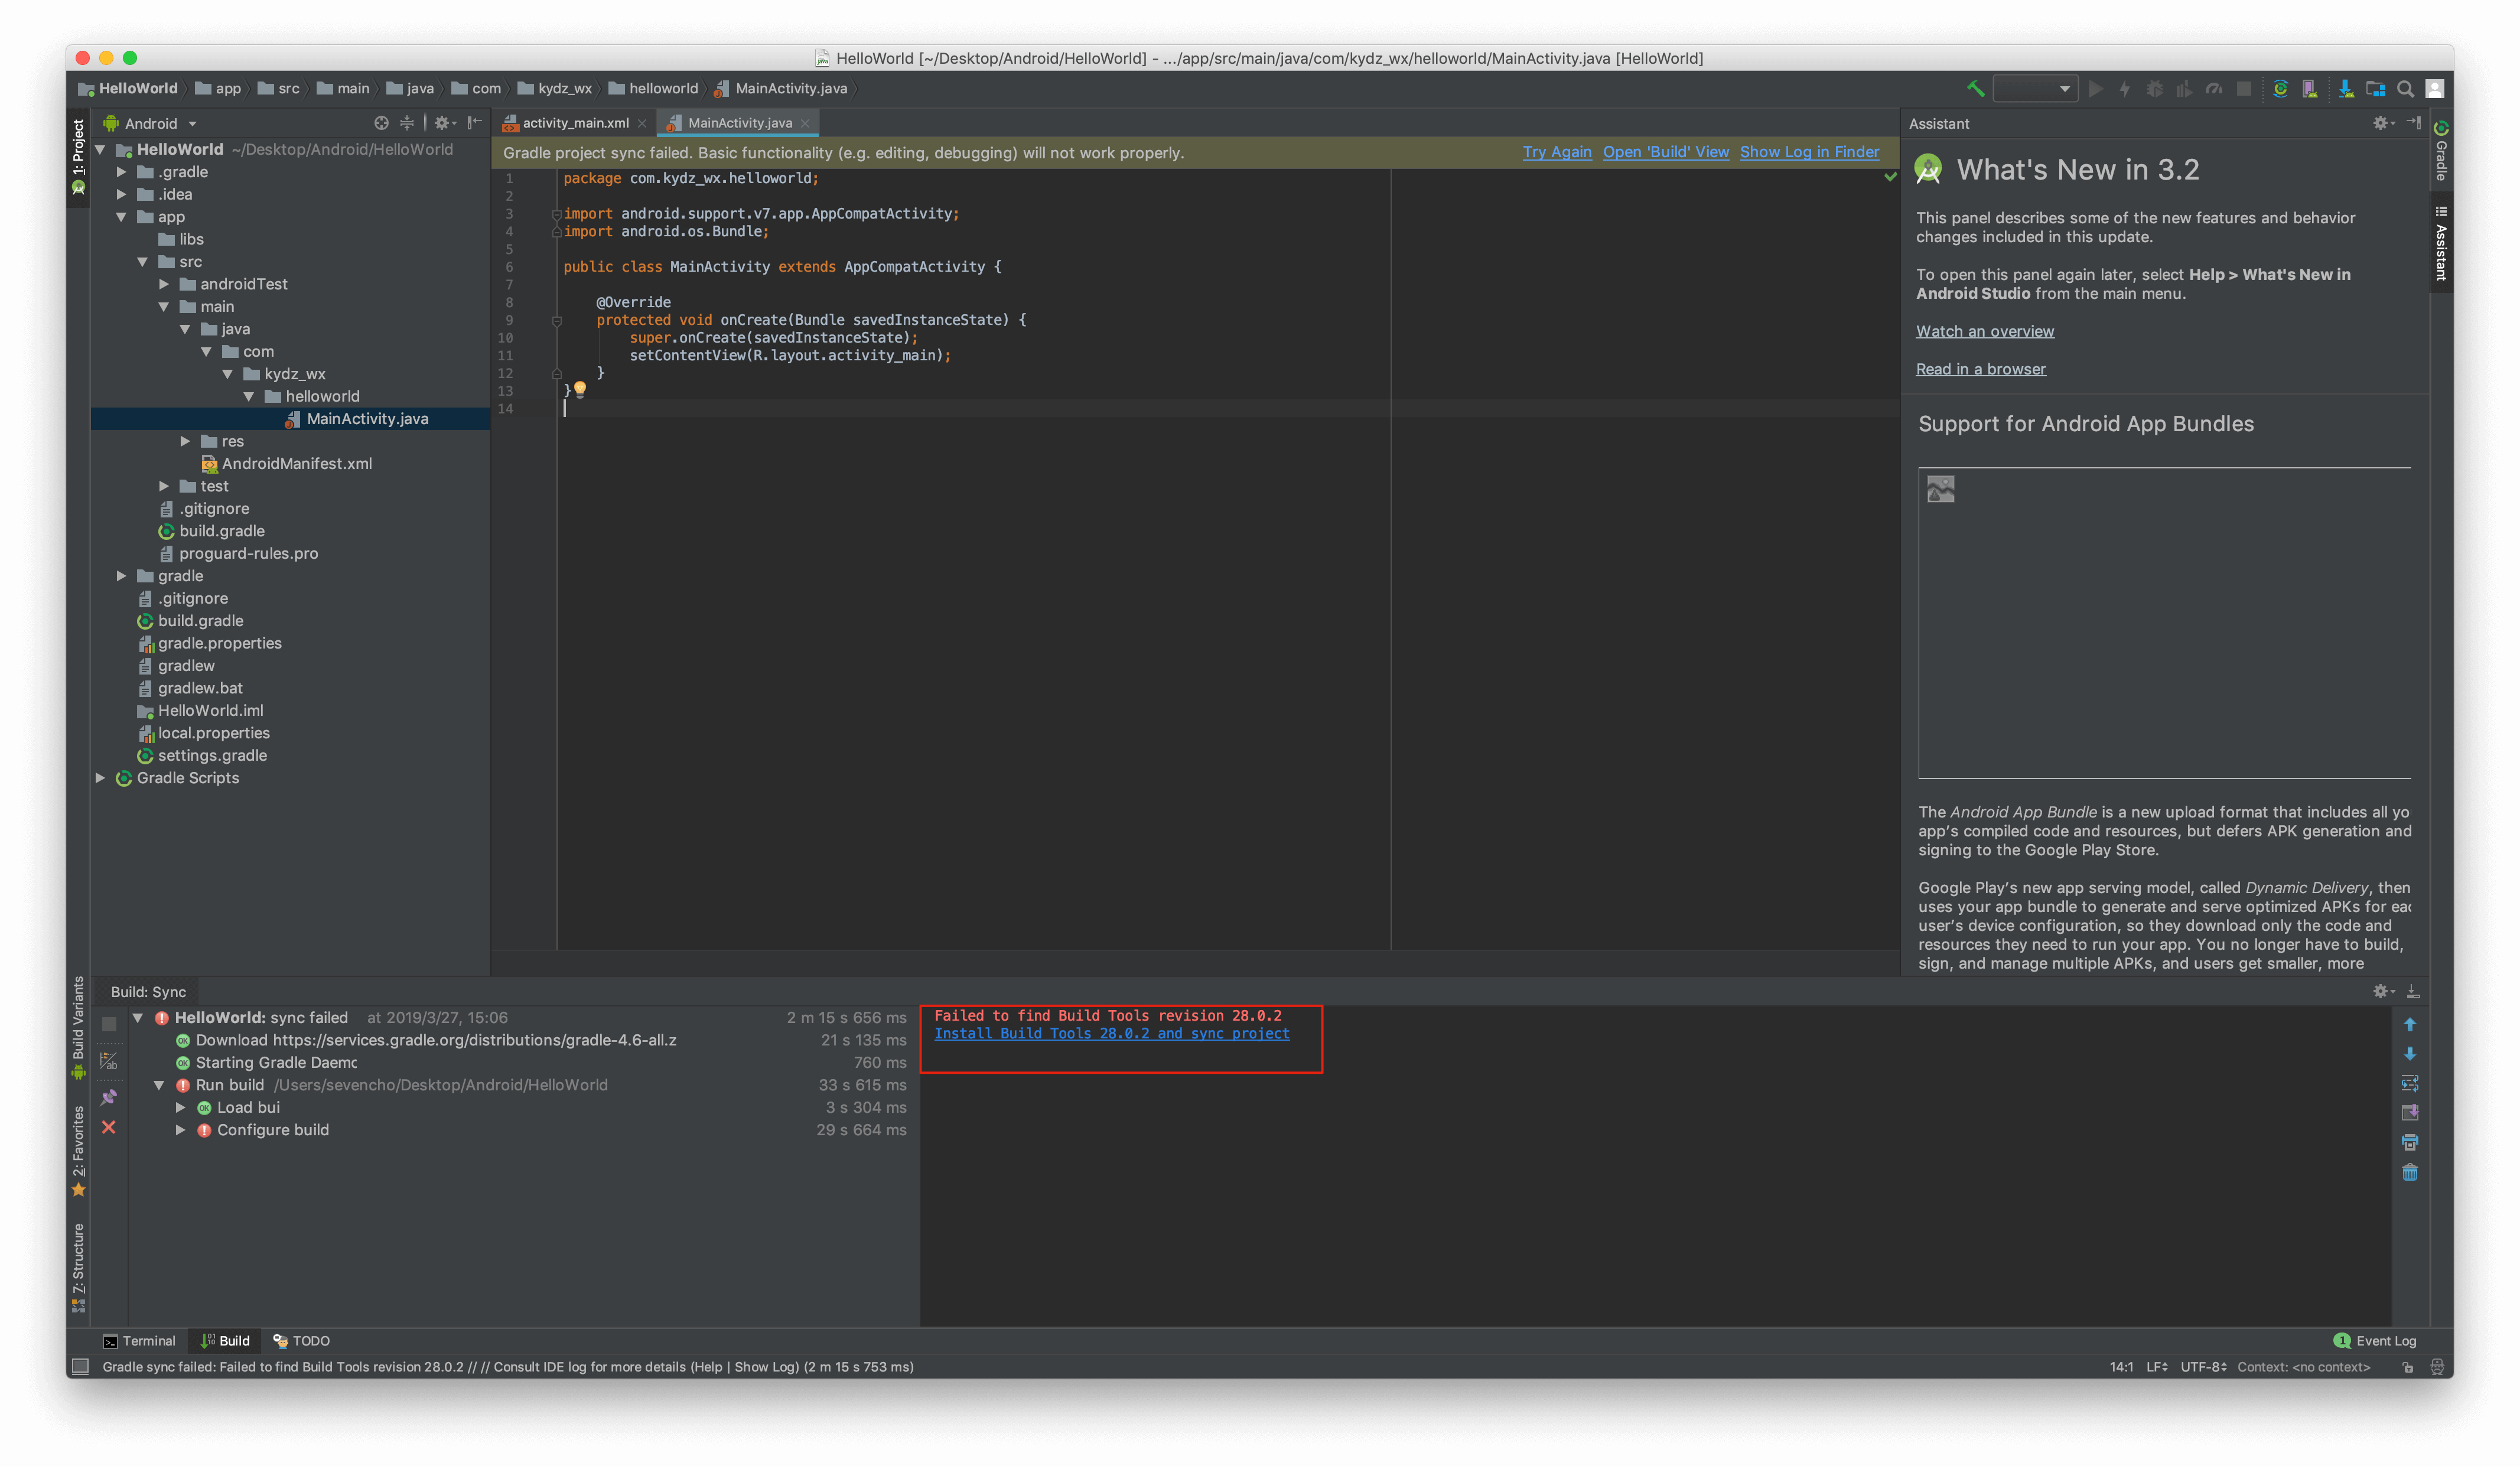 HelloWorld [~/Desktop/Android/HelloWorld] - .../app/src/main/java/com/kydz_wx/helloworld/MainActivity.java [HelloWorld]
HelloWorld app src main java com kydz_wx helloworld MainActivity.java
1: Project
Android
HelloWorld ~/Desktop/Android/HelloWorld
.gradle
.idea
app
libs
src
androidTest
main
java
com
kydz_wx
helloworld
MainActivity.java
res
AndroidManifest.xml
test
.gitignore
build.gradle
proguard-rules.pro
gradle
.gitignore
build.gradle
gradle.properties
gradlew
gradlew.bat
HelloWorld.iml
local.properties
settings.gradle
Gradle Scripts
activity_main.xml MainActivity.java
Gradle project sync failed. Basic functionality (e.g. editing, debugging) will not work properly.
Try Again Open 'Build' View Show Log in Finder
1 package com.kydz_wx.helloworld;
2
3 import android.support.v7.app.AppCompatActivity;
4 import android.os.Bundle;
5
6 public class MainActivity extends AppCompatActivity {
7
8 @Override
9 protected void onCreate(Bundle savedInstanceState) {
10 super.onCreate(savedInstanceState);
11 setContentView(R.layout.activity_main);
12 }
13 }
14
Assistant
What's New in 3.2
This panel describes some of the new features and behavior
changes included in this update.
To open this panel again later, select Help > What's New in
Android Studio from the main menu.
Watch an overview
Read in a browser
Support for Android App Bundles
The Android App Bundle is a new upload format that includes all yo
app's compiled code and resources, but defers APK generation and
signing to the Google Play Store.
Google Play's new app serving model, called Dynamic Delivery, then
uses your app bundle to generate and serve optimized APKs for eac
user's device configuration, so they download only the code and
resources they need to run your app. You no longer have to build,
sign, and manage multiple APKs, and users get smaller, more
Gradle
Assistant
Build Variants
2: Favorites
Z: Structure
Build: Sync
HelloWorld: sync failed at 2019/3/27, 15:06 2 m 15 s 656 ms
Download https://services.gradle.org/distributions/gradle-4.6-all.z 21 s 135 ms
Starting Gradle Daemc 760 ms
Run build /Users/sevencho/Desktop/Android/HelloWorld 33 s 615 ms
Load bui 3 s 304 ms
Configure build 29 s 664 ms
Failed to find Build Tools revision 28.0.2
Install Build Tools 28.0.2 and sync project
Terminal Build TODO
1 Event Log
Gradle sync failed: Failed to find Build Tools revision 28.0.2 // // Consult IDE log for more details (Help | Show Log) (2 m 15 s 753 ms)
14:1 LF UTF-8 Context: <no context>